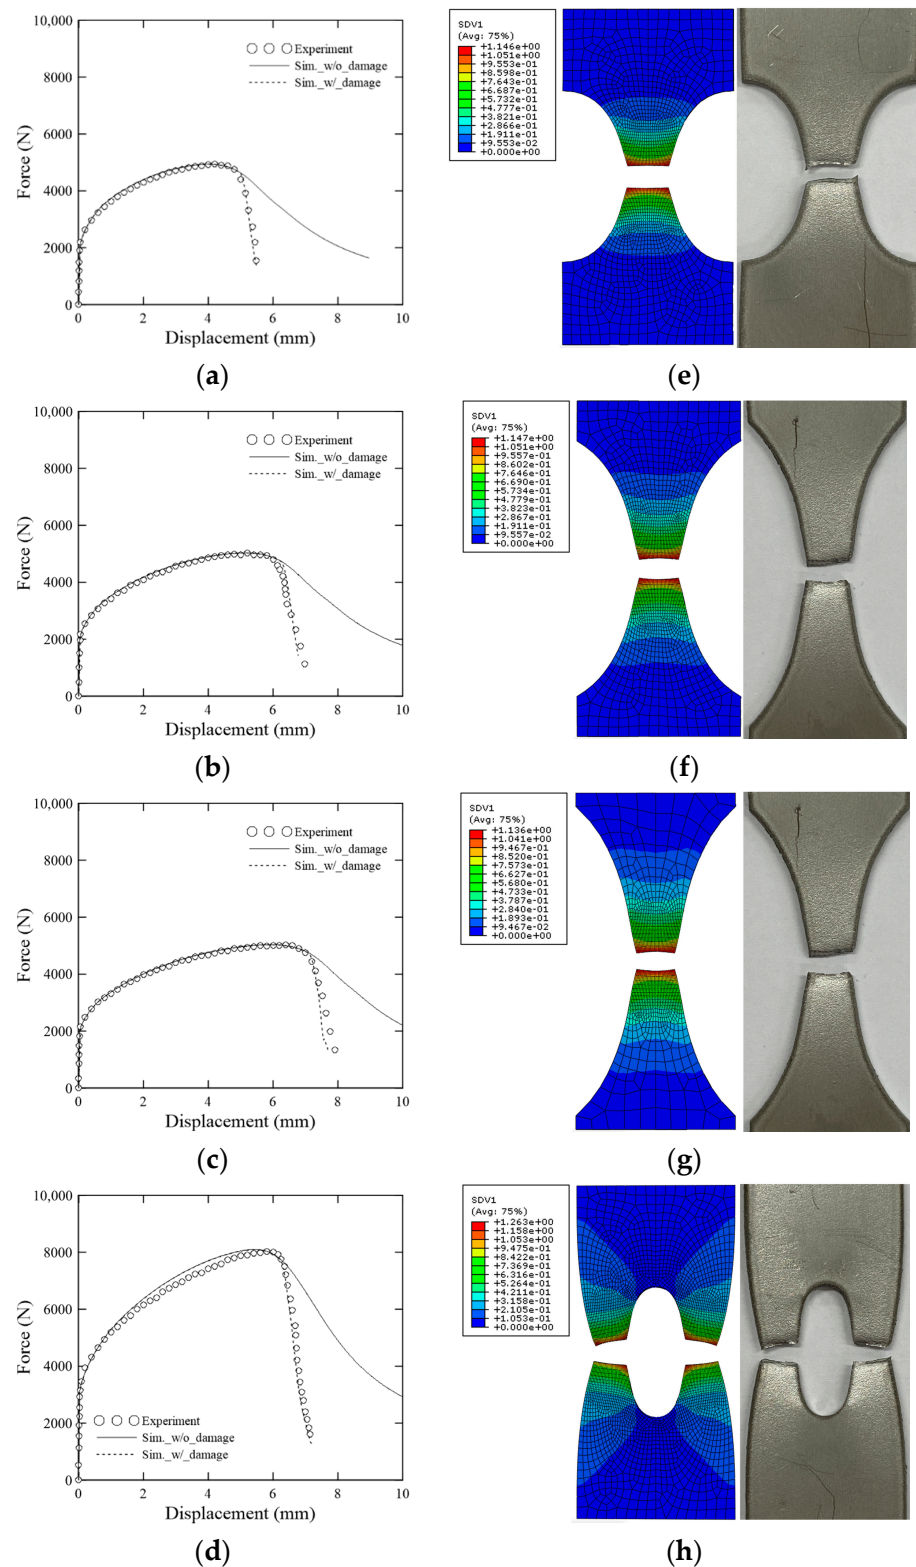 10,000
8000
6000
4000
2000
0
Force (N)
Experiment
Sim._w/o_damage
Sim._w/_damage
0 2 4 6 8 10
Displacement (mm)
(a)
SDV1
(Avg: 75%)
+1.146e+00
+1.051e+00
+9.553e-01
+8.598e-01
+7.643e-01
+6.687e-01
+5.732e-01
+4.777e-01
+3.821e-01
+2.866e-01
+1.911e-01
+9.553e-02
+0.000e+00
(e)
10,000
8000
6000
4000
2000
0
Force (N)
Experiment
Sim._w/o_damage
Sim._w/_damage
0 2 4 6 8 10
Displacement (mm)
(b)
SDV1
(Avg: 75%)
+1.147e+00
+1.051e+00
+9.557e-01
+8.602e-01
+7.646e-01
+6.690e-01
+5.734e-01
+4.779e-01
+3.823e-01
+2.867e-01
+1.911e-01
+9.557e-02
+0.000e+00
(f)
10,000
8000
6000
4000
2000
0
Force (N)
Experiment
Sim._w/o_damage
Sim._w/_damage
0 2 4 6 8 10
Displacement (mm)
(c)
SDV1
(Avg: 75%)
+1.136e+00
+1.041e+00
+9.467e-01
+8.520e-01
+7.573e-01
+6.627e-01
+5.680e-01
+4.733e-01
+3.787e-01
+2.840e-01
+1.893e-01
+9.467e-02
+0.000e+00
(g)
10,000
8000
6000
4000
2000
0
Force (N)
Experiment
Sim._w/o_damage
Sim._w/_damage
0 2 4 6 8 10
Displacement (mm)
(d)
SDV1
(Avg: 75%)
+1.263e+00
+1.158e+00
+1.053e+00
+9.475e-01
+8.422e-01
+7.369e-01
+6.316e-01
+5.264e-01
+4.211e-01
+3.158e-01
+2.105e-01
+1.053e-01
+0.000e+00
(h)